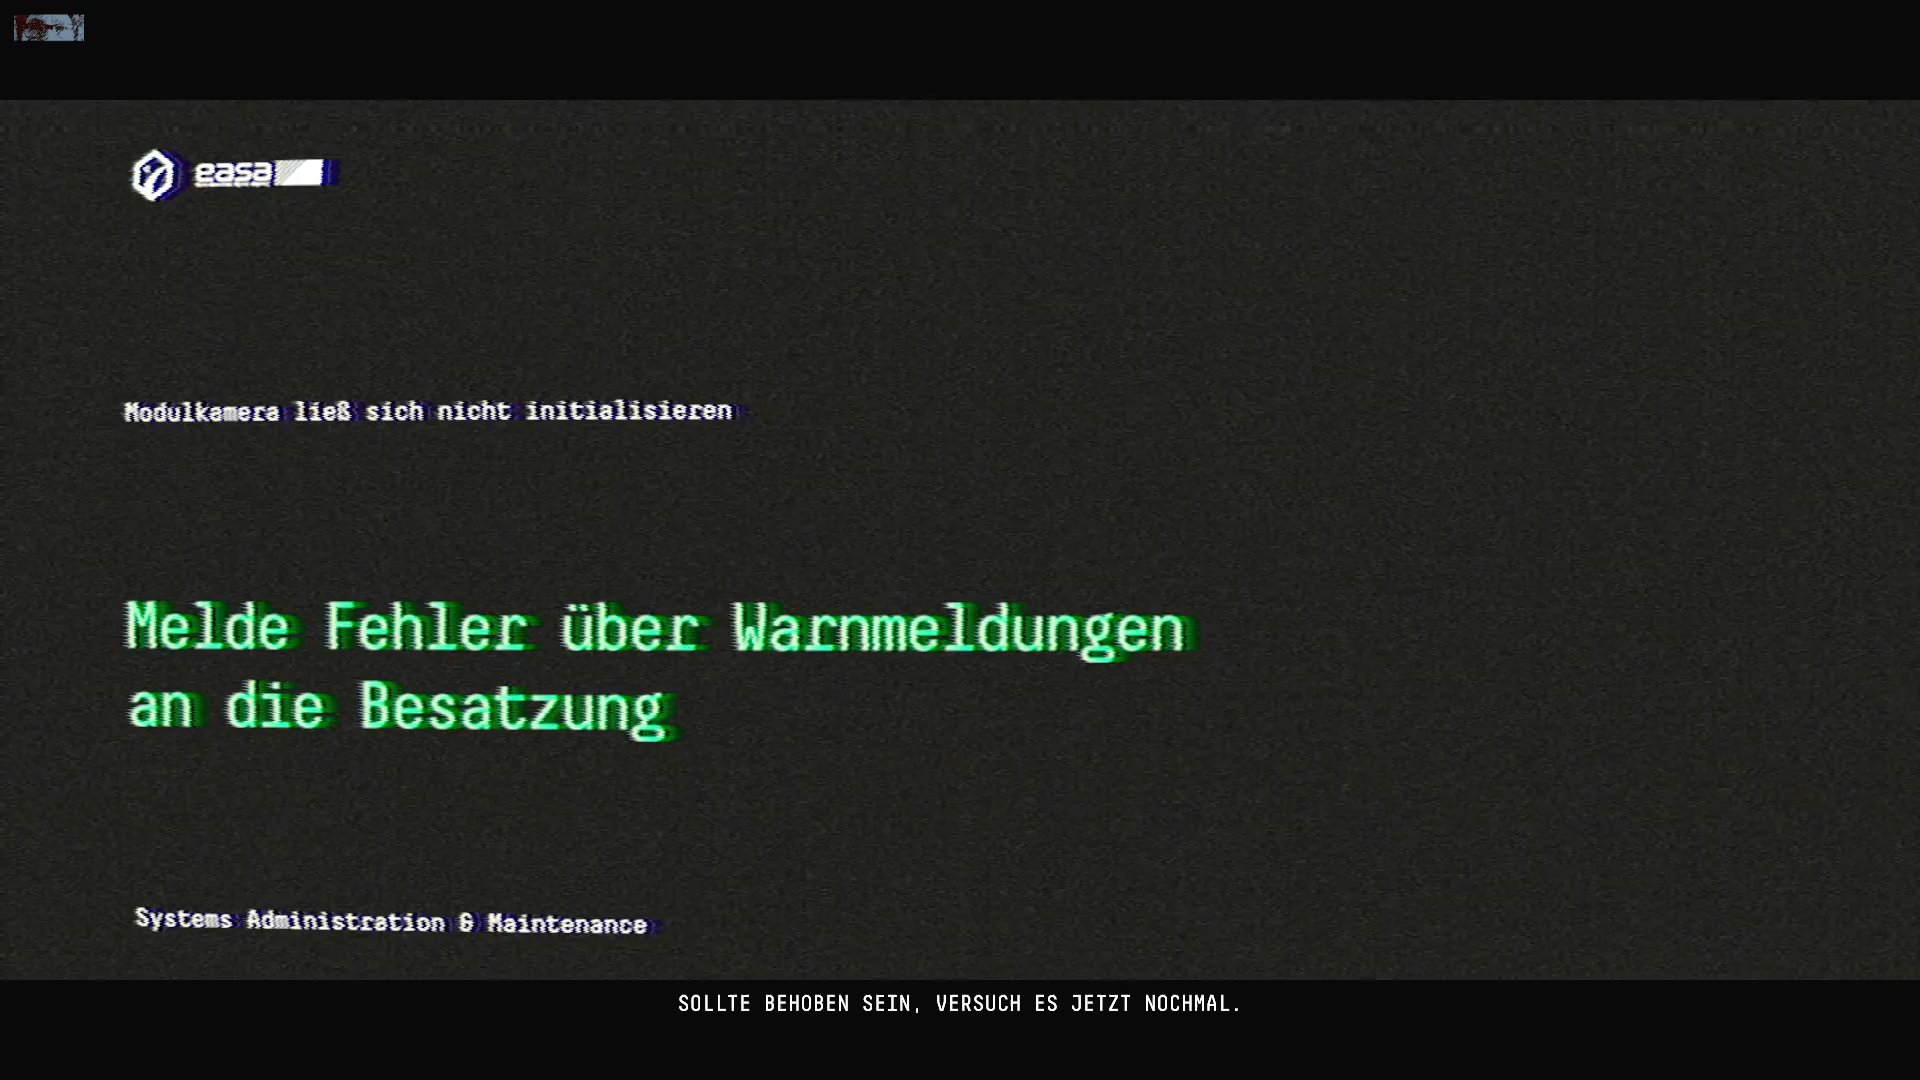 easa
Modulkamera ließ sich nicht initialisieren
Melde Fehler über Warnmeldungen
an die Besatzung
Systems Administration & Maintenance
SOLLTE BEHOBEN SEIN, VERSUCH ES JETZT NOCHMAL.